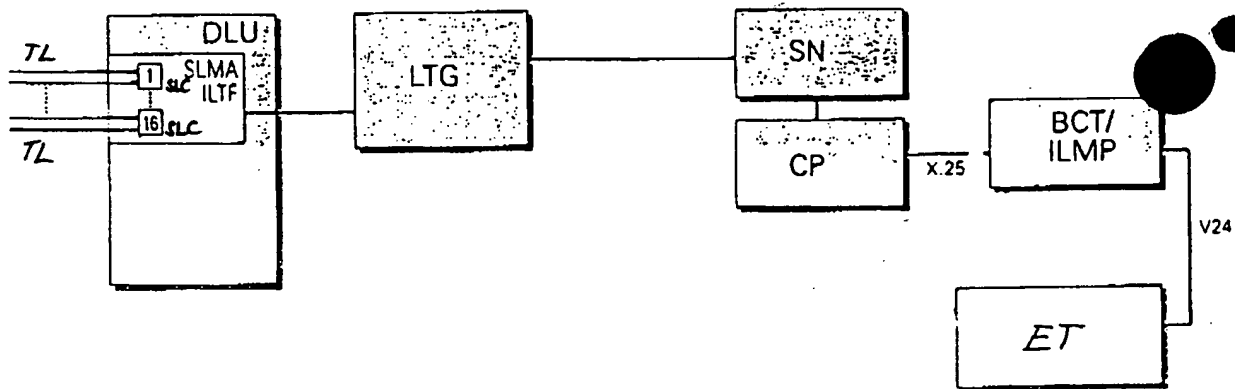 TL
DLU
1
SLC
SLMA
ILTF
16
SLC
TL
LTG
SN
CP
X.25
BCT/
ILMP
V24
ET